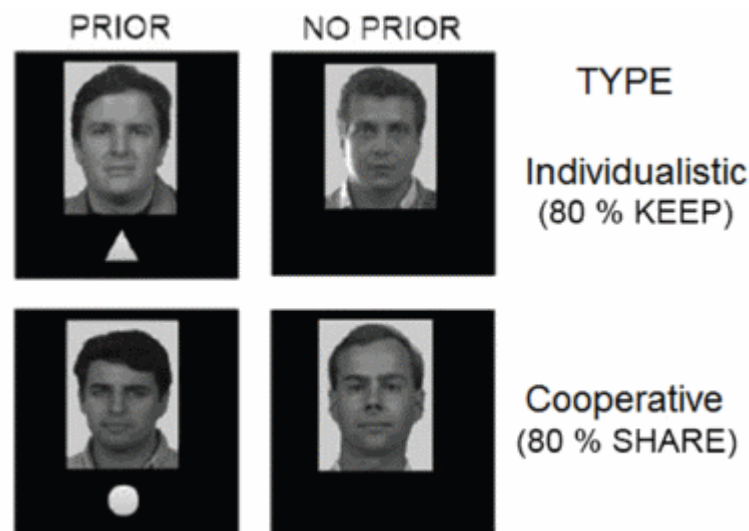 PRIOR
NO PRIOR
TYPE
Individualistic
(80 % KEEP)
Cooperative
(80 % SHARE)